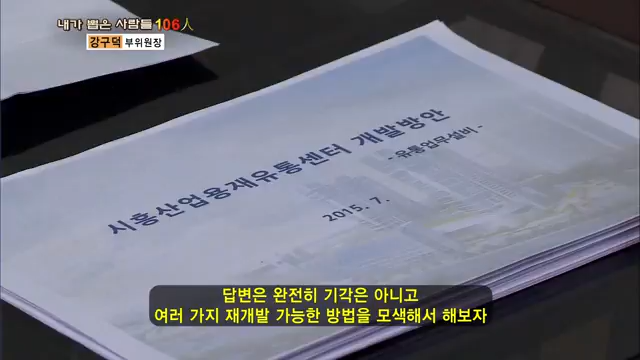 내가 뽑은 사람들 106人
강구덕 부위원장
시흥산업용재유통센터 개발방안
- 유통업무설비 -
2015. 7.
답변은 완전히 기각은 아니고
여러 가지 재개발 가능한 방법을 모색해서 해보자